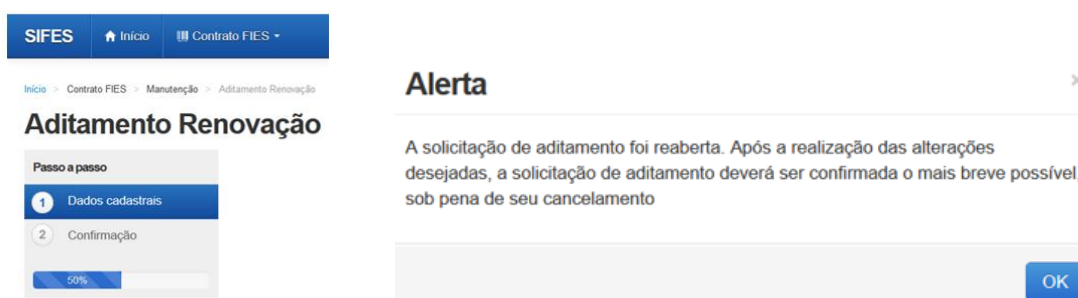 SIFES Início Contrato FIES
Início > Contrato FIES > Manutenção > Aditamento Renovação
Aditamento Renovação
Passo a passo
1 Dados cadastrais
2 Confirmação
50%
Alerta
×
A solicitação de aditamento foi reaberta. Após a realização das alterações
desejadas, a solicitação de aditamento deverá ser confirmada o mais breve possível,
sob pena de seu cancelamento
OK